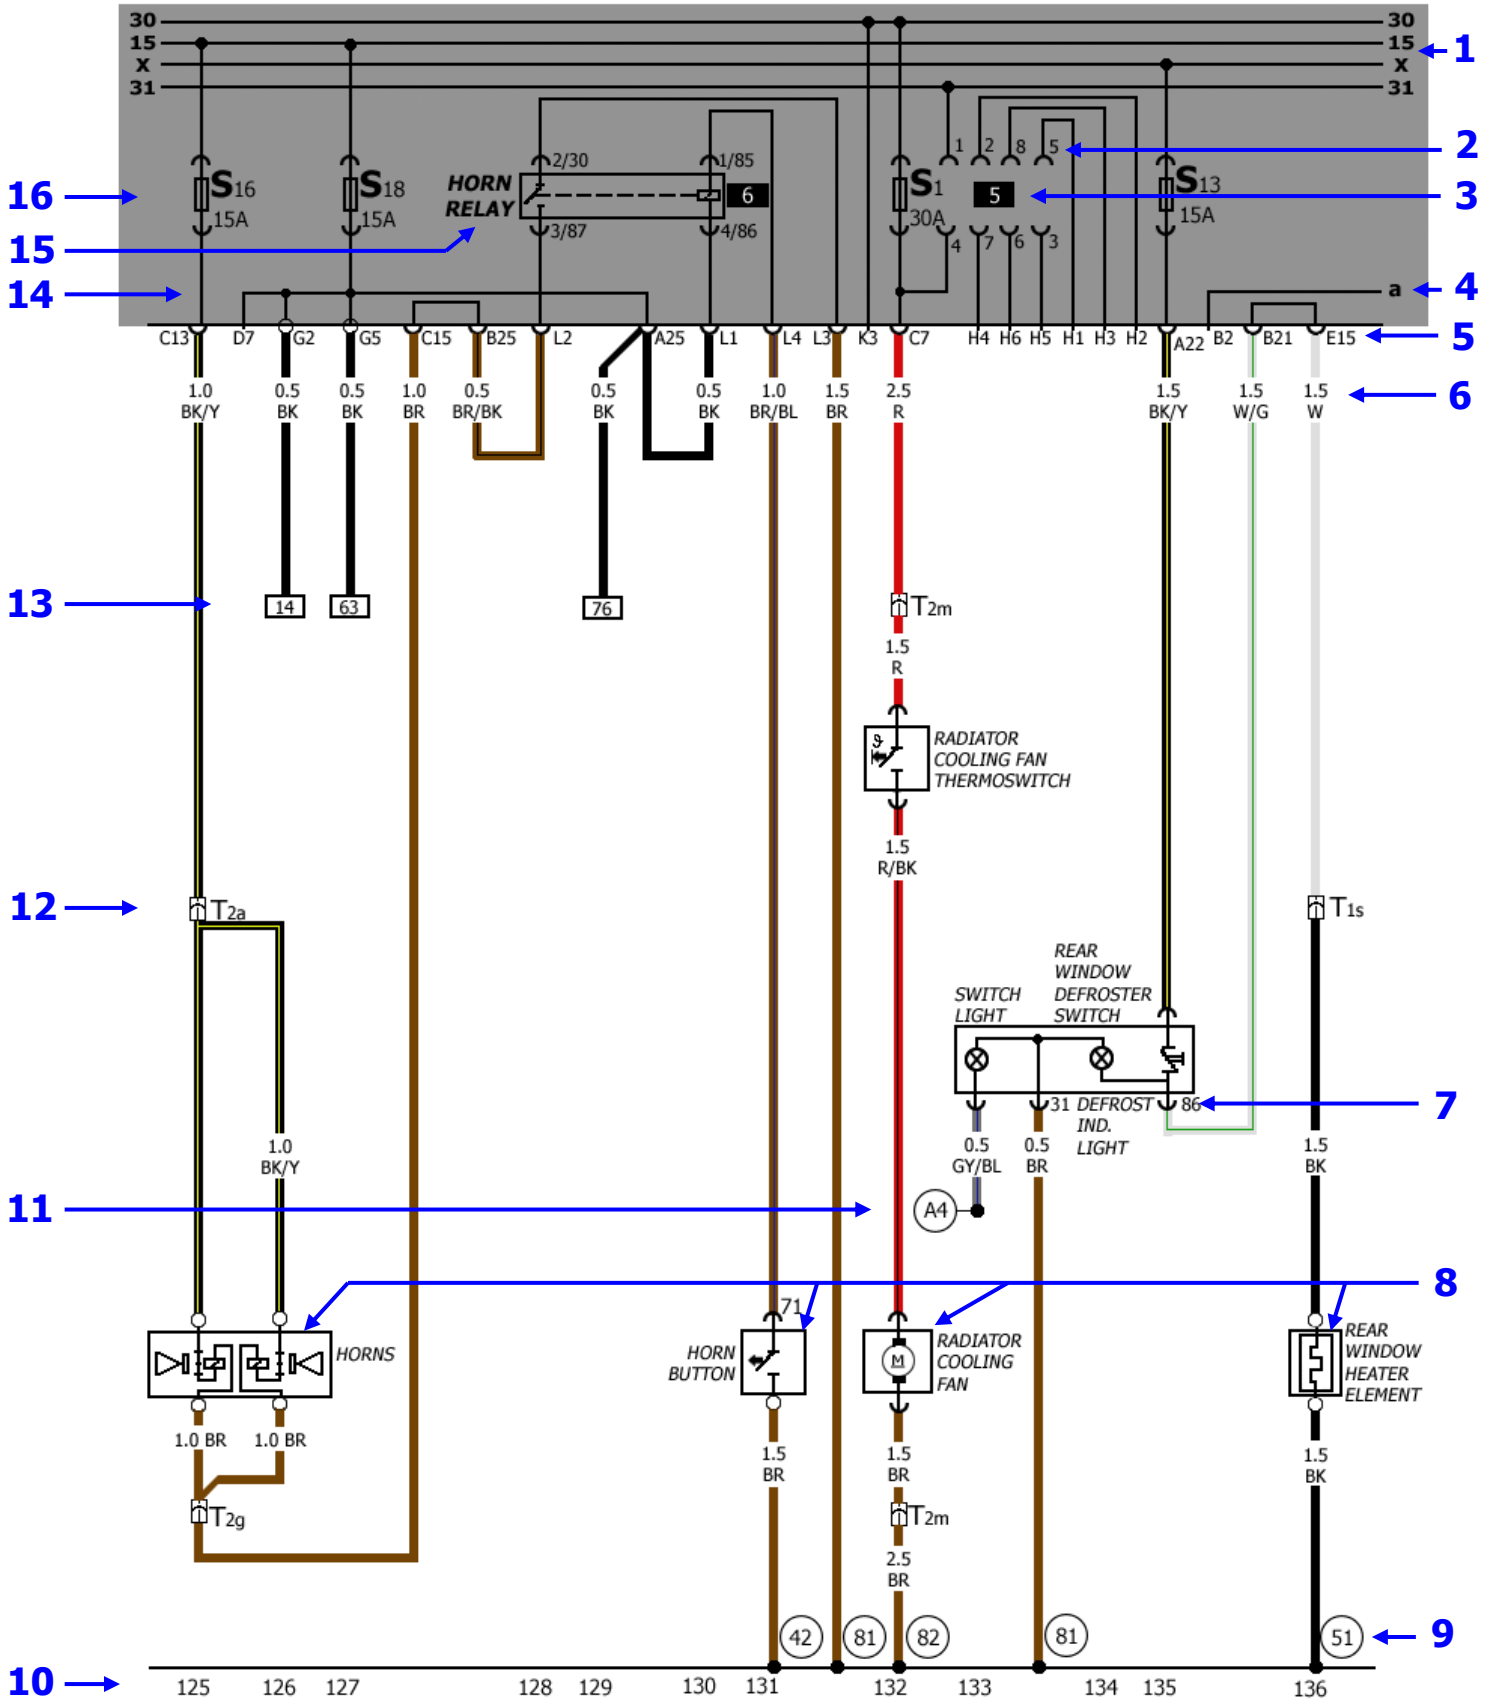 30 30
15 15 1
X X
31 31
2/30 1/85 1 2 8 5 2
16 S16 15A S18 15A HORN RELAY 6 S1 30A 5 S13 15A 3
15 3/87 4/86 4 7 6 3
14 a 4
C13 D7 G2 G5 C15 B25 L2 A25 L1 L4 L3 K3 C7 H4 H6 H5 H1 H3 H2 A22 B2 B21 E15 5
1.0 0.5 0.5 1.0 0.5 0.5 0.5 1.0 1.5 2.5 1.5 1.5 1.5 6
BK/Y BK BK BR BR/BK BK BK BR/BL BR R BK/Y W/G W
13 14 63 76 T2m
1.5
R
RADIATOR
COOLING FAN
THERMOSWITCH
1.5
R/BK
12 T2a T1s
REAR
WINDOW
SWITCH DEFROSTER
LIGHT SWITCH
31 DEFROST 86 7
IND.
LIGHT
1.0 0.5 0.5 1.5
BK/Y GY/BL BR BK
11 A4
8
71
HORNS
HORN
BUTTON
M
RADIATOR
COOLING
FAN
REAR
WINDOW
HEATER
ELEMENT
1.0 BR 1.0 BR
1.5 1.5 1.5
BR BR BK
T2g T2m
2.5
BR
42 81 82 81 51 9
10 125 126 127 128 129 130 131 132 133 134 135 136